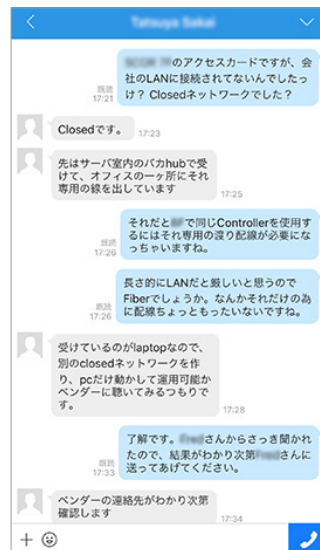 Tatsuya Sakai
のアクセスカードですが、会
社のLANに接続されてないんでしたっ
け？ Closedネットワークでした？
既読
17:21
Closedです。
17:23
先はサーバ室内のバカhubで受
けて、オフィスの一ヶ所にそれ
専用の線を出しています
17:25
それだと で同じControllerを使用す
るにはそれ専用の渡り配線が必要にな
っちゃいますね。
既読
17:26
長さ的にLANだと厳しいと思うので
Fiberでしょうか。なんかそれだけの為
に配線ちょっともったいないですね。
既読
17:26
受けているのがlaptopなので、
別のclosedネットワークを作
り、pcだけ動かして運用可能か
ベンダーに聴いてみるつもりで
す。
17:28
了解です。 さんからさっき聞かれ
たので、結果がわかり次第 さんに
送ってあげてください。
既読
17:33
ベンダーの連絡先がわかり次第
確認します
17:34